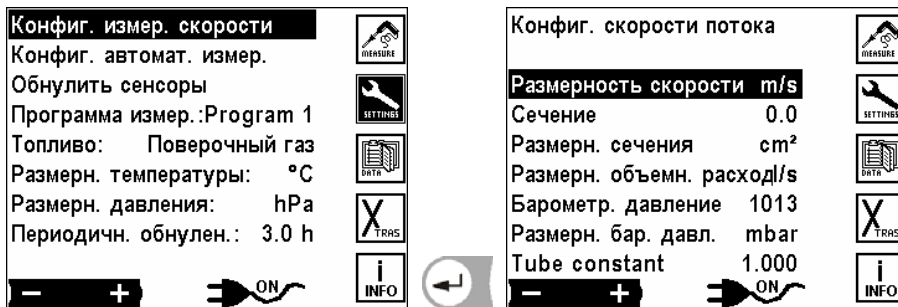 Конфиг. измер. скорости
Конфиг. автомат. измер.
Обнулить сенсоры
Программа измер.:Program 1
Топливо: Поверочный газ
Размерн. температуры: °C
Размерн. давления: hPa
Периодичн. обнулен.: 3.0 h
− + ON
MEASURE
SETTINGS
DATA
XTRAS
i
INFO
Конфиг. скорости потока
Размерность скорости m/s
Сечение 0.0
Размерн. сечения cm²
Размерн. объемн. расход l/s
Барометр. давление 1013
Размерн. бар. давл. mbar
Tube constant 1.000
− + ON
MEASURE
SETTINGS
DATA
XTRAS
i
INFO